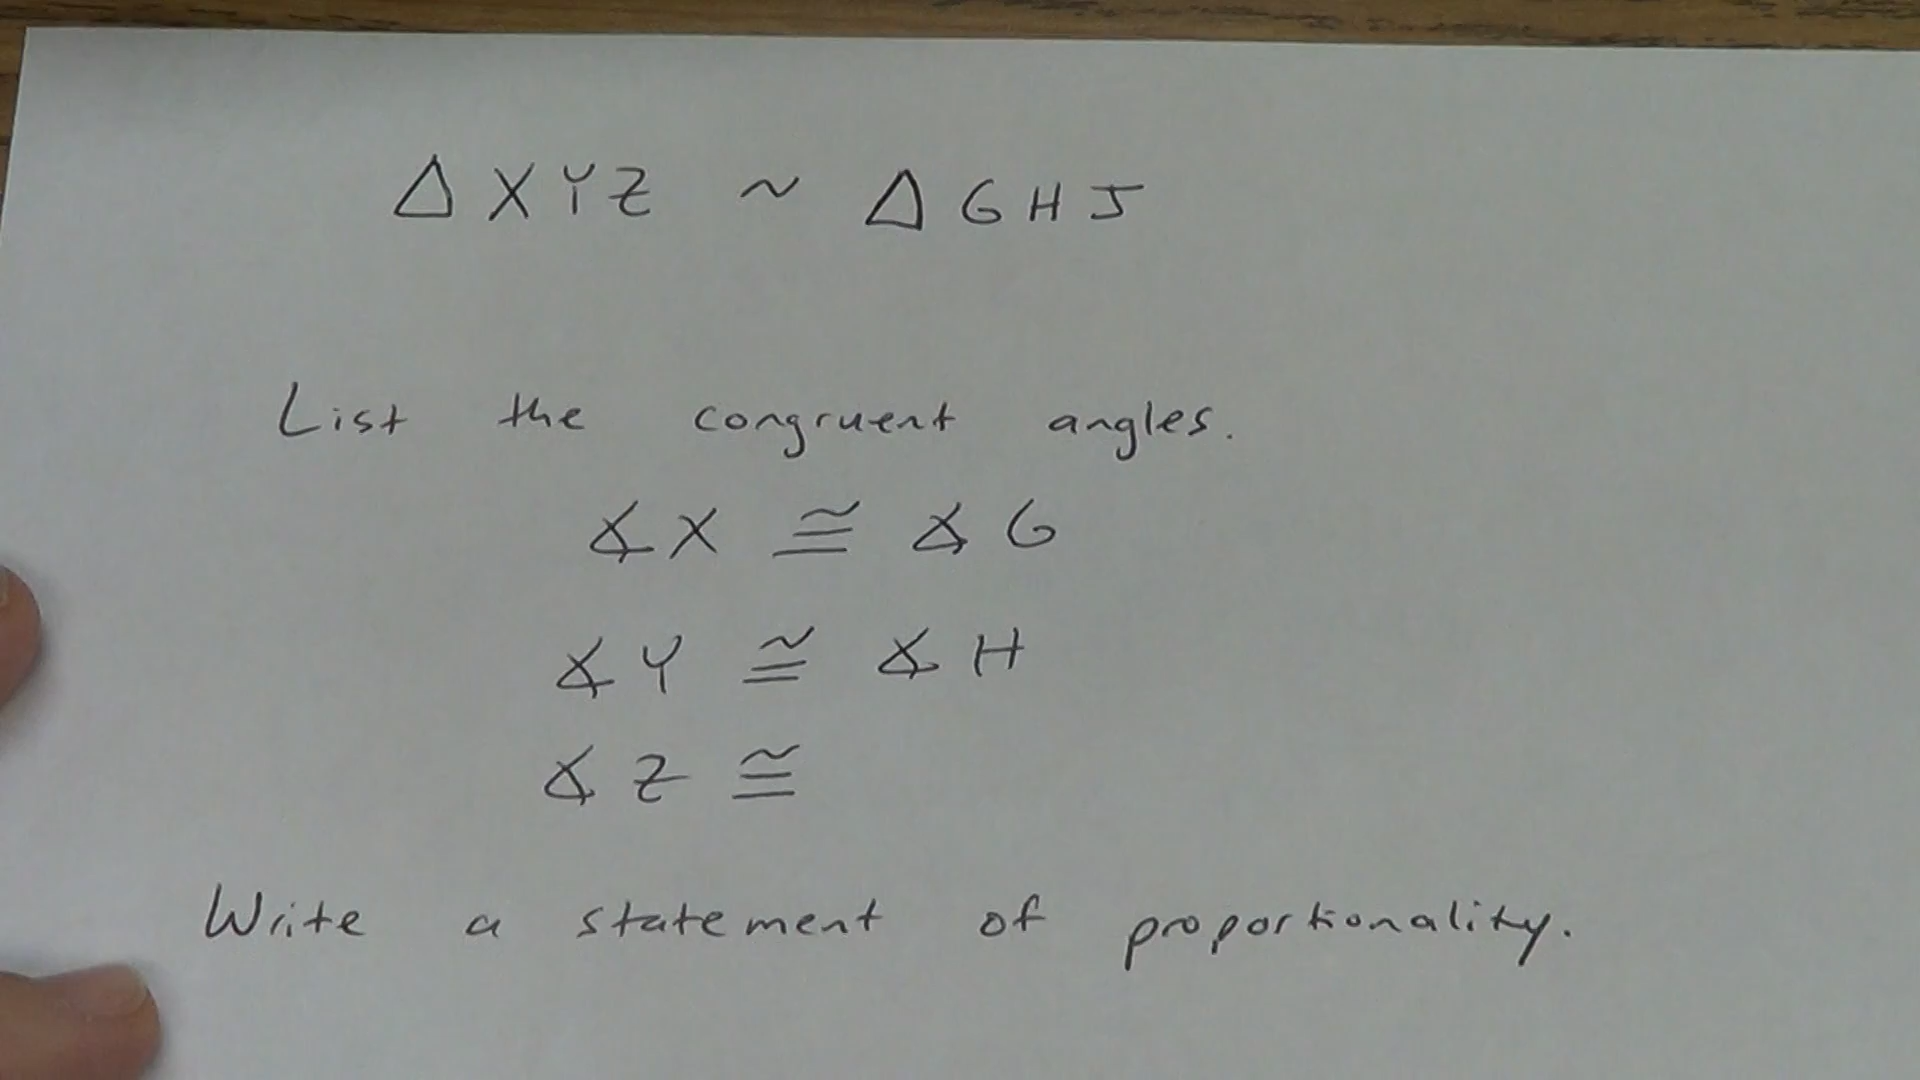 △XYZ ~ △GHJ
List the congruent angles.
∡X ≅ ∡G
∡Y ≅ ∡H
∡Z ≅
Write a statement of proportionality.